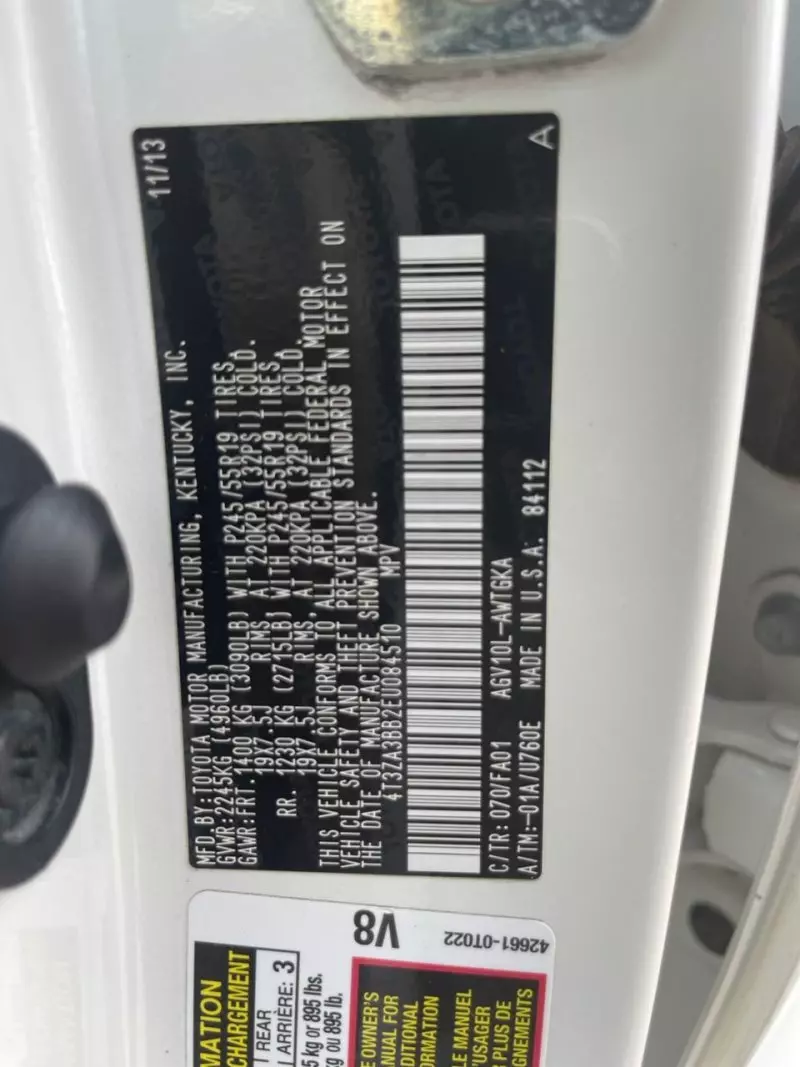 11/13
A
MFD.BY:TOYOTA MOTOR MANUFACTURING, KENTUCKY, INC.
GVWR:2245KG (4960LB)
GAWR:FRT. 1400 KG (3090LB) WITH P245/55R19 TIRES,
19X7.5J RIMS, AT 220KPA (32PSI) COLD.
RR. 1230 KG (2715LB) WITH P245/55R19 TIRES,
19X7.5J RIMS, AT 220KPA (32PSI) COLD.
THIS VEHICLE CONFORMS TO ALL APPLICABLE FEDERAL MOTOR
VEHICLE SAFETY AND THEFT PREVENTION STANDARDS IN EFFECT ON
THE DATE OF MANUFACTURE SHOWN ABOVE.
4T3ZA3BB2EU084510 MPV
C/TR:070/FA01 AGV10L-AWTGKA
A/TM:-01A/U760E MADE IN U.S.A. 84112
V8
42661-0T022
MATION
CHARGEMENT
REAR
ARRIÈRE: 3
5 kg or 895 lbs.
kg ou 895 lb.
E OWNER'S
ANUAL FOR
DITIONAL
ORMATION
LE MANUEL
'USAGER
R PLUS DE
GNEMENTS